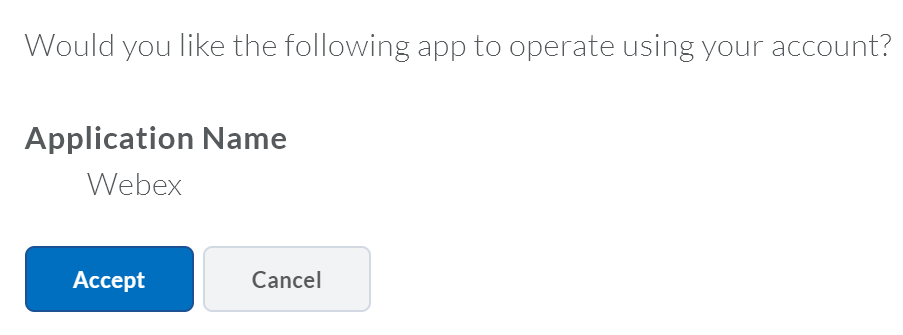 Would you like the following app to operate using your account?
Application Name
Webex
Accept Cancel